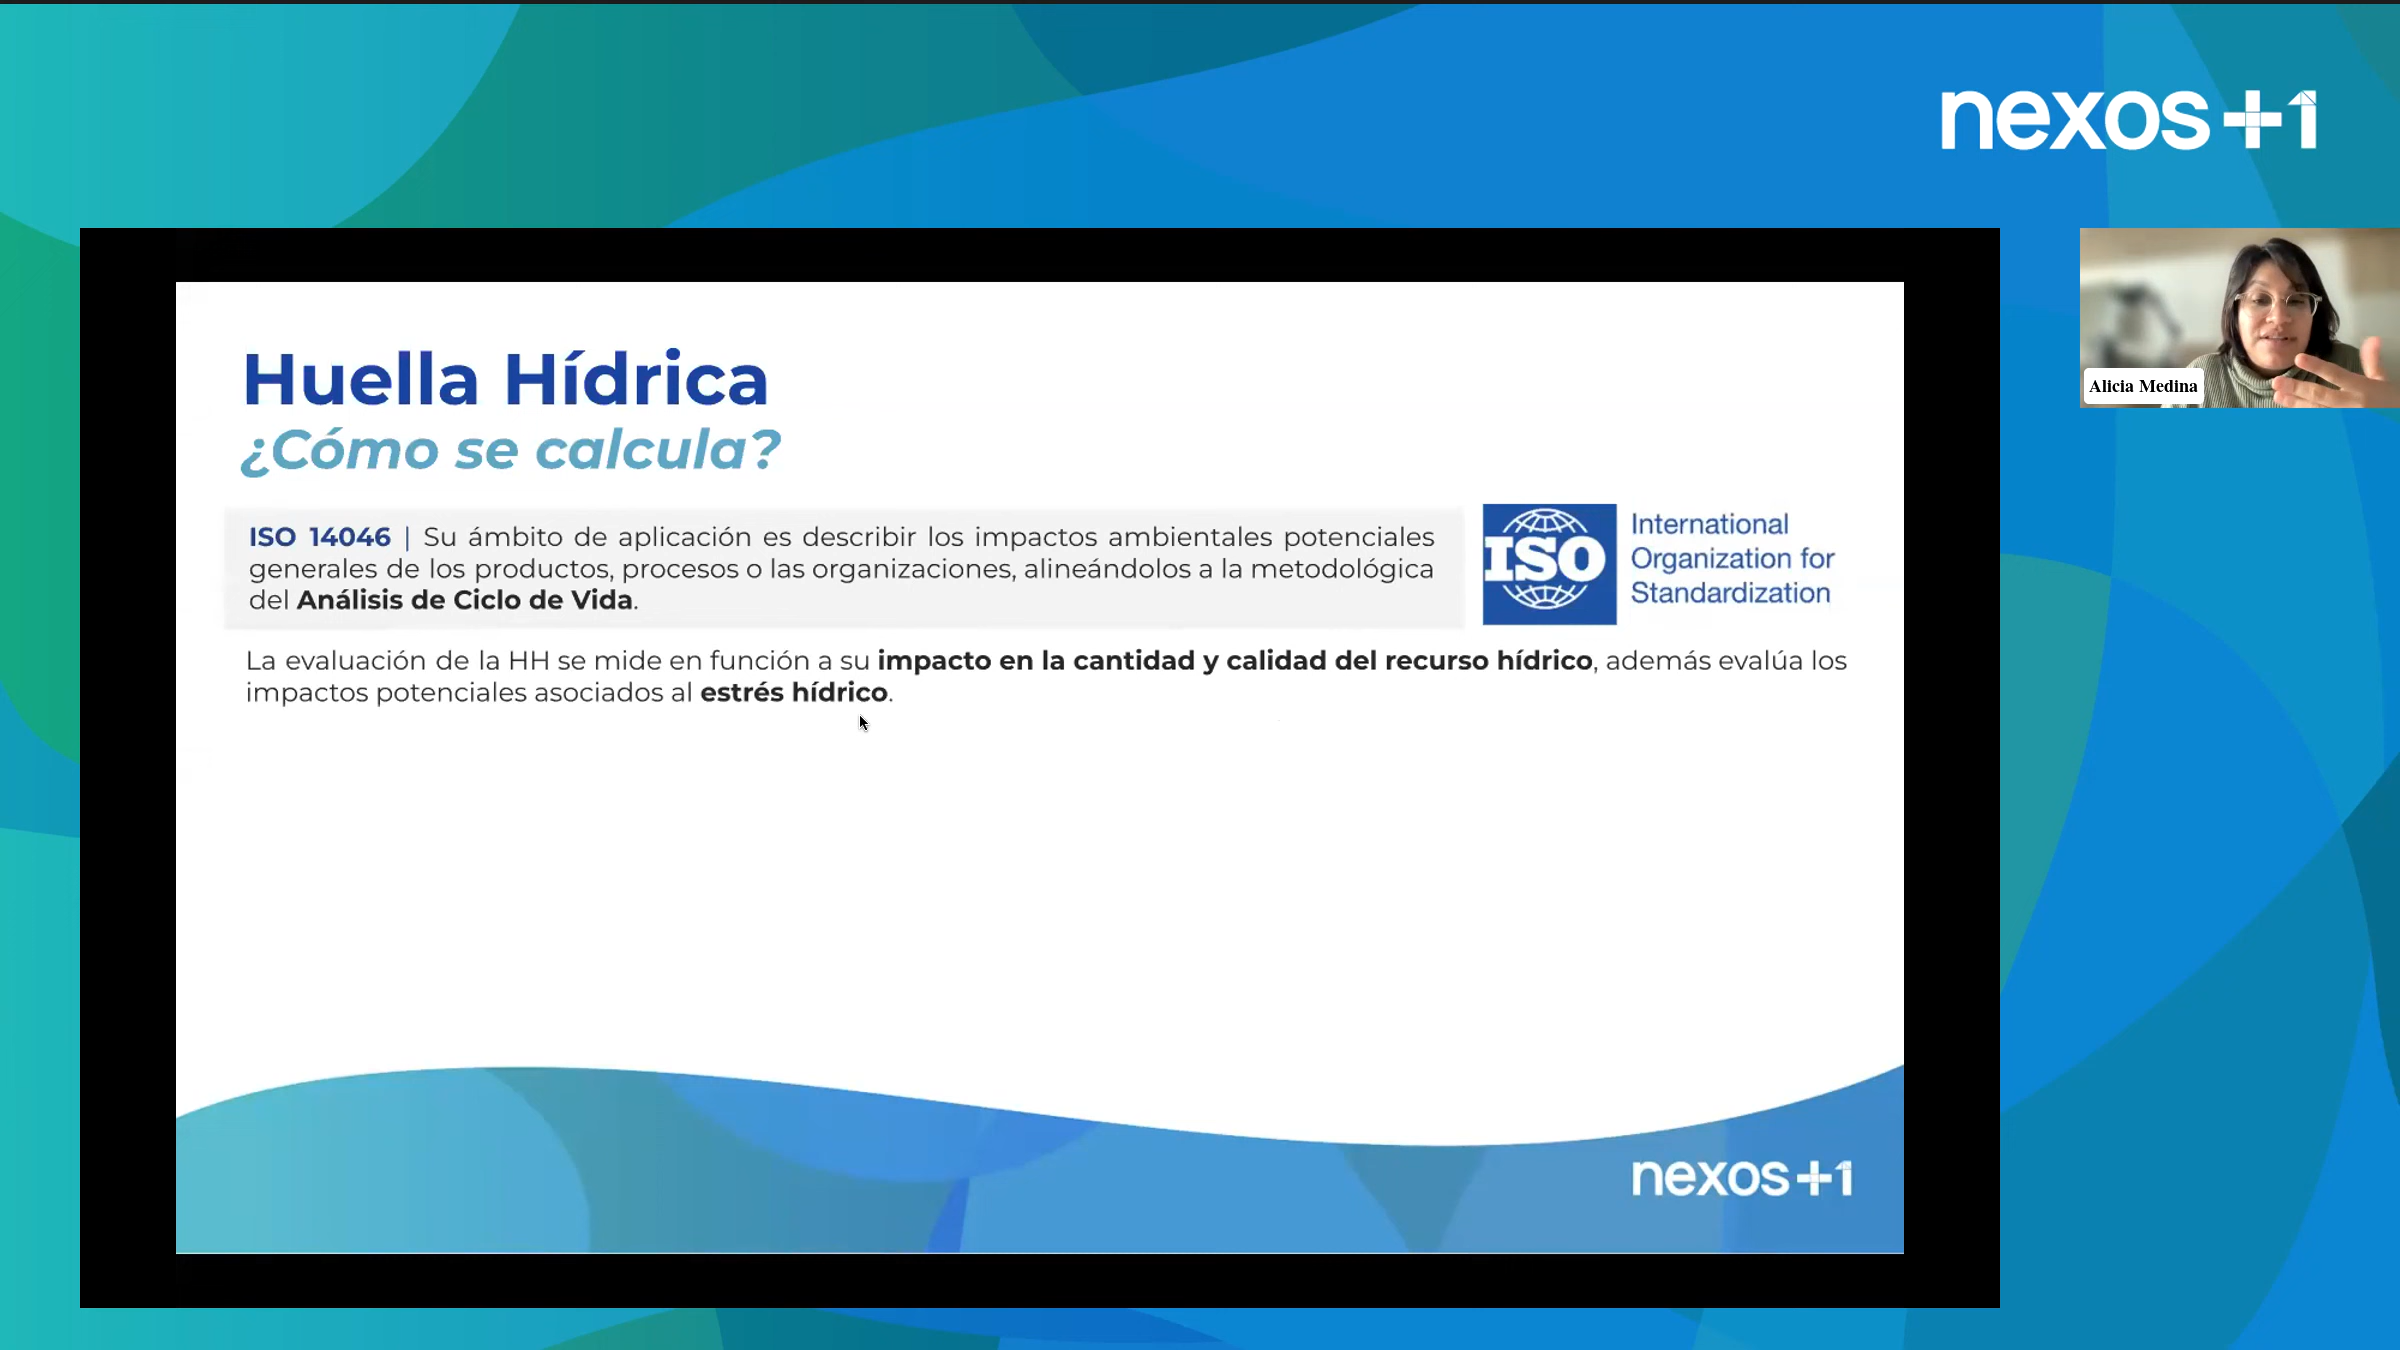 nexos+1
Huella Hídrica
¿Cómo se calcula?
ISO 14046 | Su ámbito de aplicación es describir los impactos ambientales potenciales
generales de los productos, procesos o las organizaciones, alineándolos a la metodológica
del Análisis de Ciclo de Vida.
ISO
International
Organization for
Standardization
La evaluación de la HH se mide en función a su impacto en la cantidad y calidad del recurso hídrico, además evalúa los
impactos potenciales asociados al estrés hídrico.
Alicia Medina
nexos+1